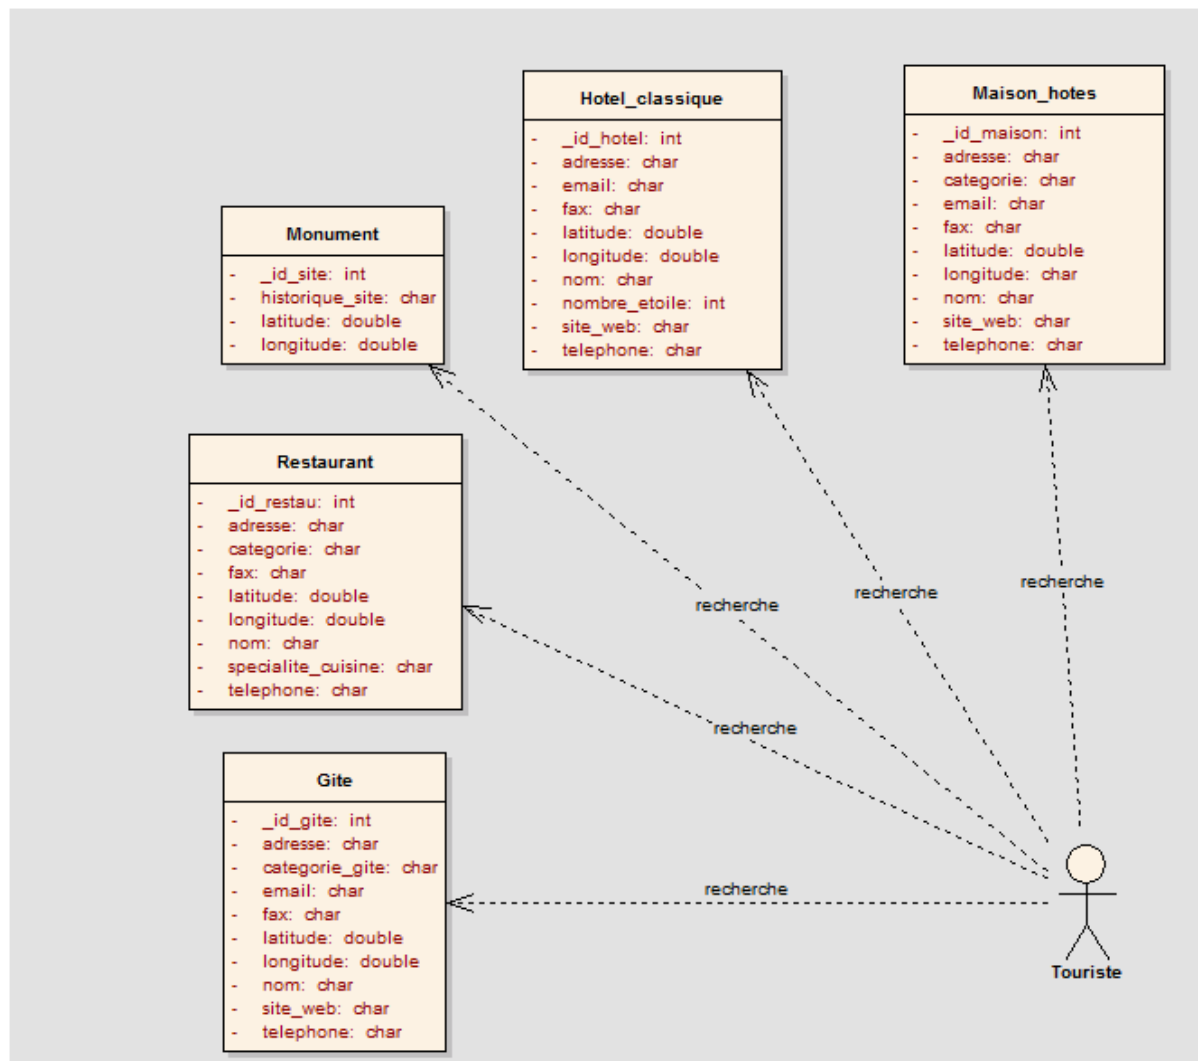 Hotel_classique
- _id_hotel: int
- adresse: char
- email: char
- fax: char
- latitude: double
- longitude: double
- nom: char
- nombre_etoile: int
- site_web: char
- telephone: char
Maison_hotes
- _id_maison: int
- adresse: char
- categorie: char
- email: char
- fax: char
- latitude: double
- longitude: char
- nom: char
- site_web: char
- telephone: char
Monument
- _id_site: int
- historique_site: char
- latitude: double
- longitude: double
Restaurant
- _id_restau: int
- adresse: char
- categorie: char
- fax: char
- latitude: double
- longitude: double
- nom: char
- specialite_cuisine: char
- telephone: char
recherche
recherche
recherche
recherche
Gite
- _id_gite: int
- adresse: char
- categorie_gite: char
- email: char
- fax: char
- latitude: double
- longitude: double
- nom: char
- site_web: char
- telephone: char
recherche
Touriste